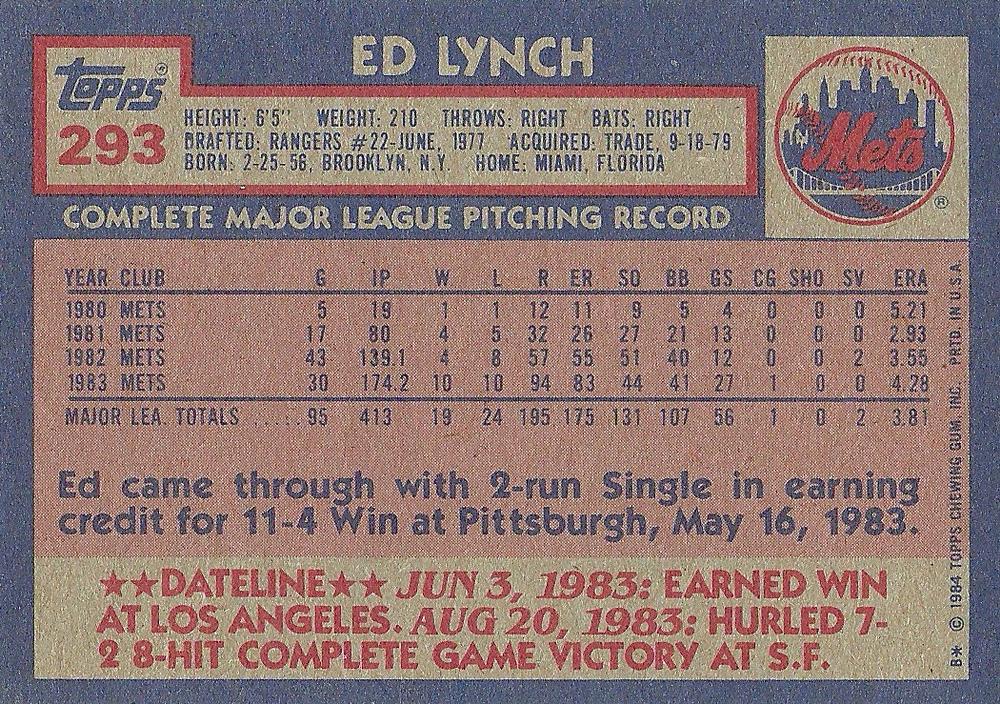 ED LYNCH
Topps®
293
HEIGHT: 6'5" WEIGHT: 210 THROWS: RIGHT BATS: RIGHT
DRAFTED: RANGERS #22-JUNE, 1977 ACQUIRED: TRADE, 9-18-79
BORN: 2-25-56, BROOKLYN, N.Y. HOME: MIAMI, FLORIDA
Mets
®
COMPLETE MAJOR LEAGUE PITCHING RECORD
YEAR CLUB G IP W L R ER SO BB GS CG SHO SV ERA
1980 METS 5 19 1 1 12 11 9 5 4 0 0 0 5.21
1981 METS 17 80 4 5 32 26 27 21 13 0 0 0 2.93
1982 METS 43 139.1 4 8 57 55 51 40 12 0 0 2 3.55
1983 METS 30 174.2 10 10 94 83 44 41 27 1 0 0 4.28
MAJOR LEA. TOTALS ..... 95 413 19 24 195 175 131 107 56 1 0 2 3.81
Ed came through with 2-run Single in earning
credit for 11-4 Win at Pittsburgh, May 16, 1983.
★★DATELINE★★ JUN 3, 1983: EARNED WIN
AT LOS ANGELES. AUG 20, 1983: HURLED 7-
2 8-HIT COMPLETE GAME VICTORY AT S.F.
B* © 1984 TOPPS CHEWING GUM, INC. PRTD. IN U.S.A.